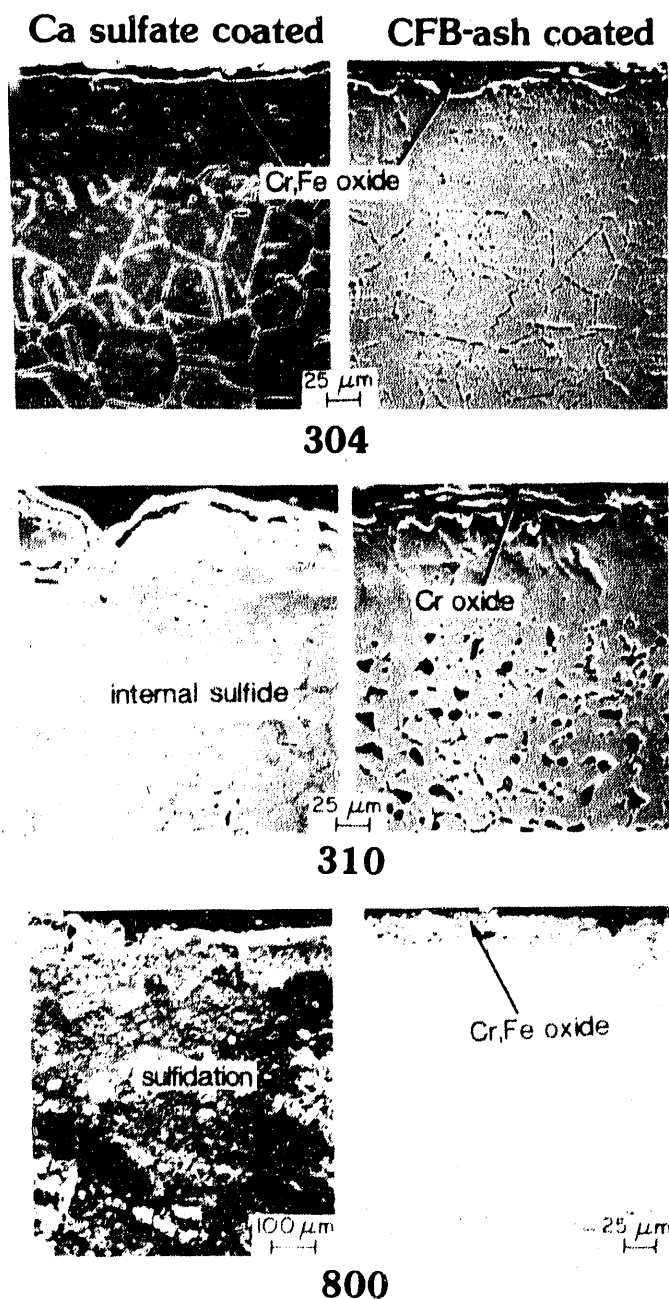 Ca sulfate coated CFB-ash coated
Cr,Fe oxide
25 μm
304
Cr oxide
internal sulfide
25 μm
310
Cr,Fe oxide
sulfidation
100 μm 25 μm
800